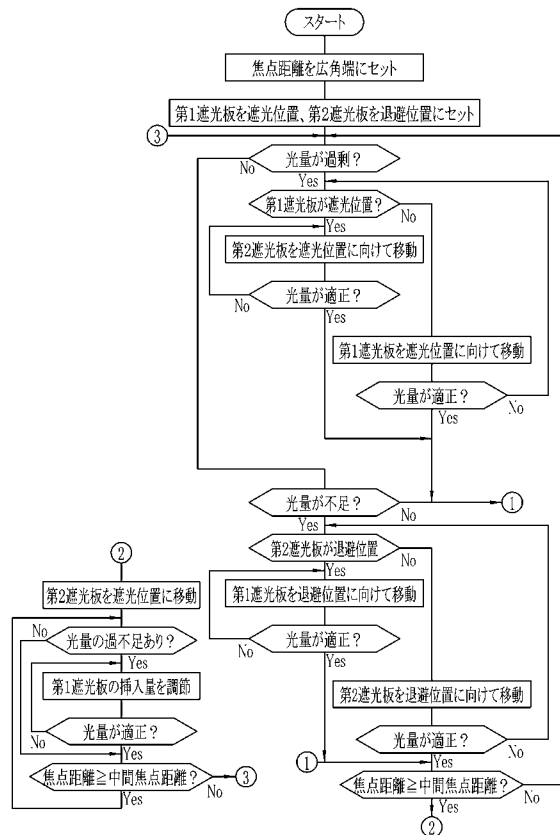 スタート
焦点距離を広角端にセット
第1遮光板を遮光位置、第2遮光板を退避位置にセット
③
光量が過剰？
No
Yes
第1遮光板が遮光位置？
No
Yes
第2遮光板を遮光位置に向けて移動
光量が適正？
No
Yes
第1遮光板を遮光位置に向けて移動
光量が適正？
No
Yes
光量が不足？
No
①
Yes
第2遮光板が退避位置
No
Yes
第1遮光板を退避位置に向けて移動
光量が適正？
No
Yes
第2遮光板を退避位置に向けて移動
光量が適正？
No
Yes
①
焦点距離≧中間焦点距離？
No
Yes
②
②
第2遮光板を遮光位置に移動
光量の過不足あり？
No
Yes
第1遮光板の挿入量を調節
光量が適正？
No
Yes
焦点距離≧中間焦点距離？
No
③
Yes